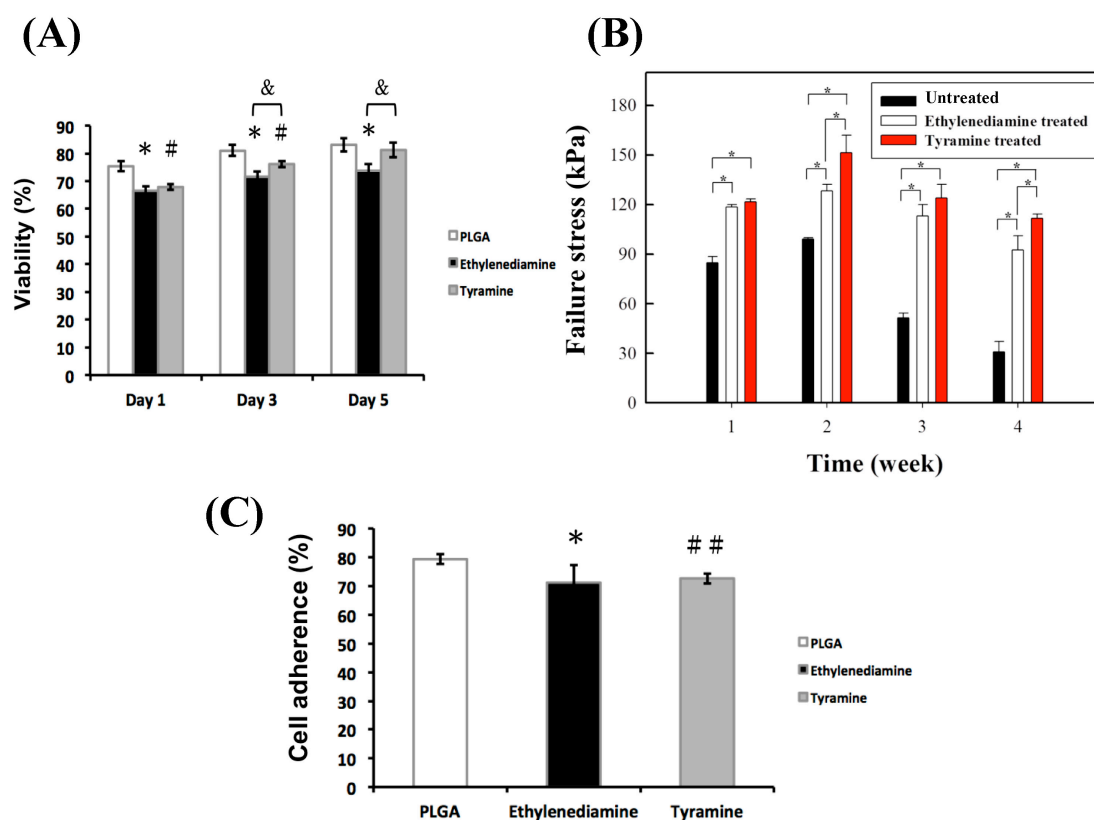 (A)
&
&
*
#
*
#
*
Viability (%)
90
80
70
60
50
40
30
20
10
0
Day 1
Day 3
Day 5
PLGA
Ethylenediamine
Tyramine
(B)
Failure stress (kPa)
180
150
120
90
60
30
0
Untreated
Ethylenediamine treated
Tyramine treated
*
*
*
*
*
*
*
*
*
*
1
2
3
4
Time (week)
(C)
Cell adherence (%)
90
80
70
60
50
40
30
20
10
0
*
# #
PLGA
Ethylenediamine
Tyramine
PLGA
Ethylenediamine
Tyramine